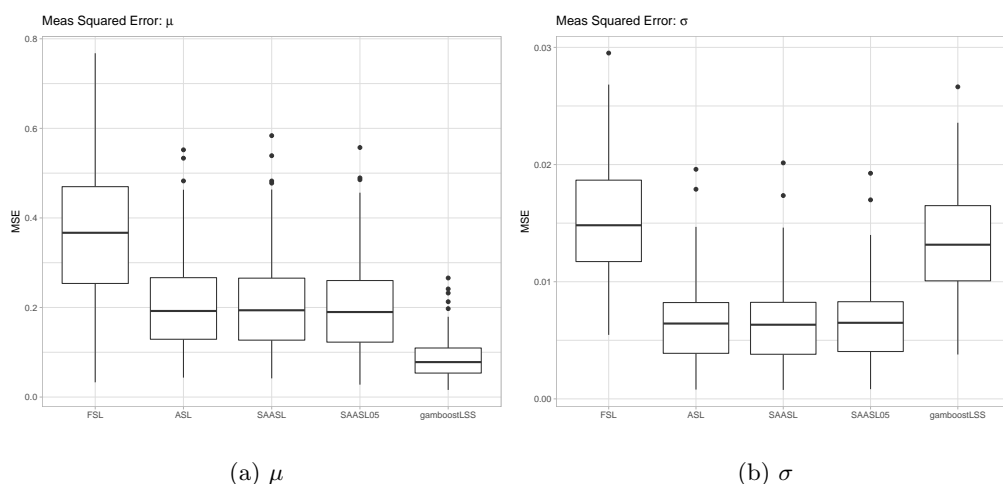 Meas Squared Error: μ
0.8
0.6
0.4
0.2
0.0
MSE
FSL ASL SAASL SAASL05 gamboostLSS
(a) μ
Meas Squared Error: σ
0.03
0.02
0.01
0.00
MSE
FSL ASL SAASL SAASL05 gamboostLSS
(b) σ